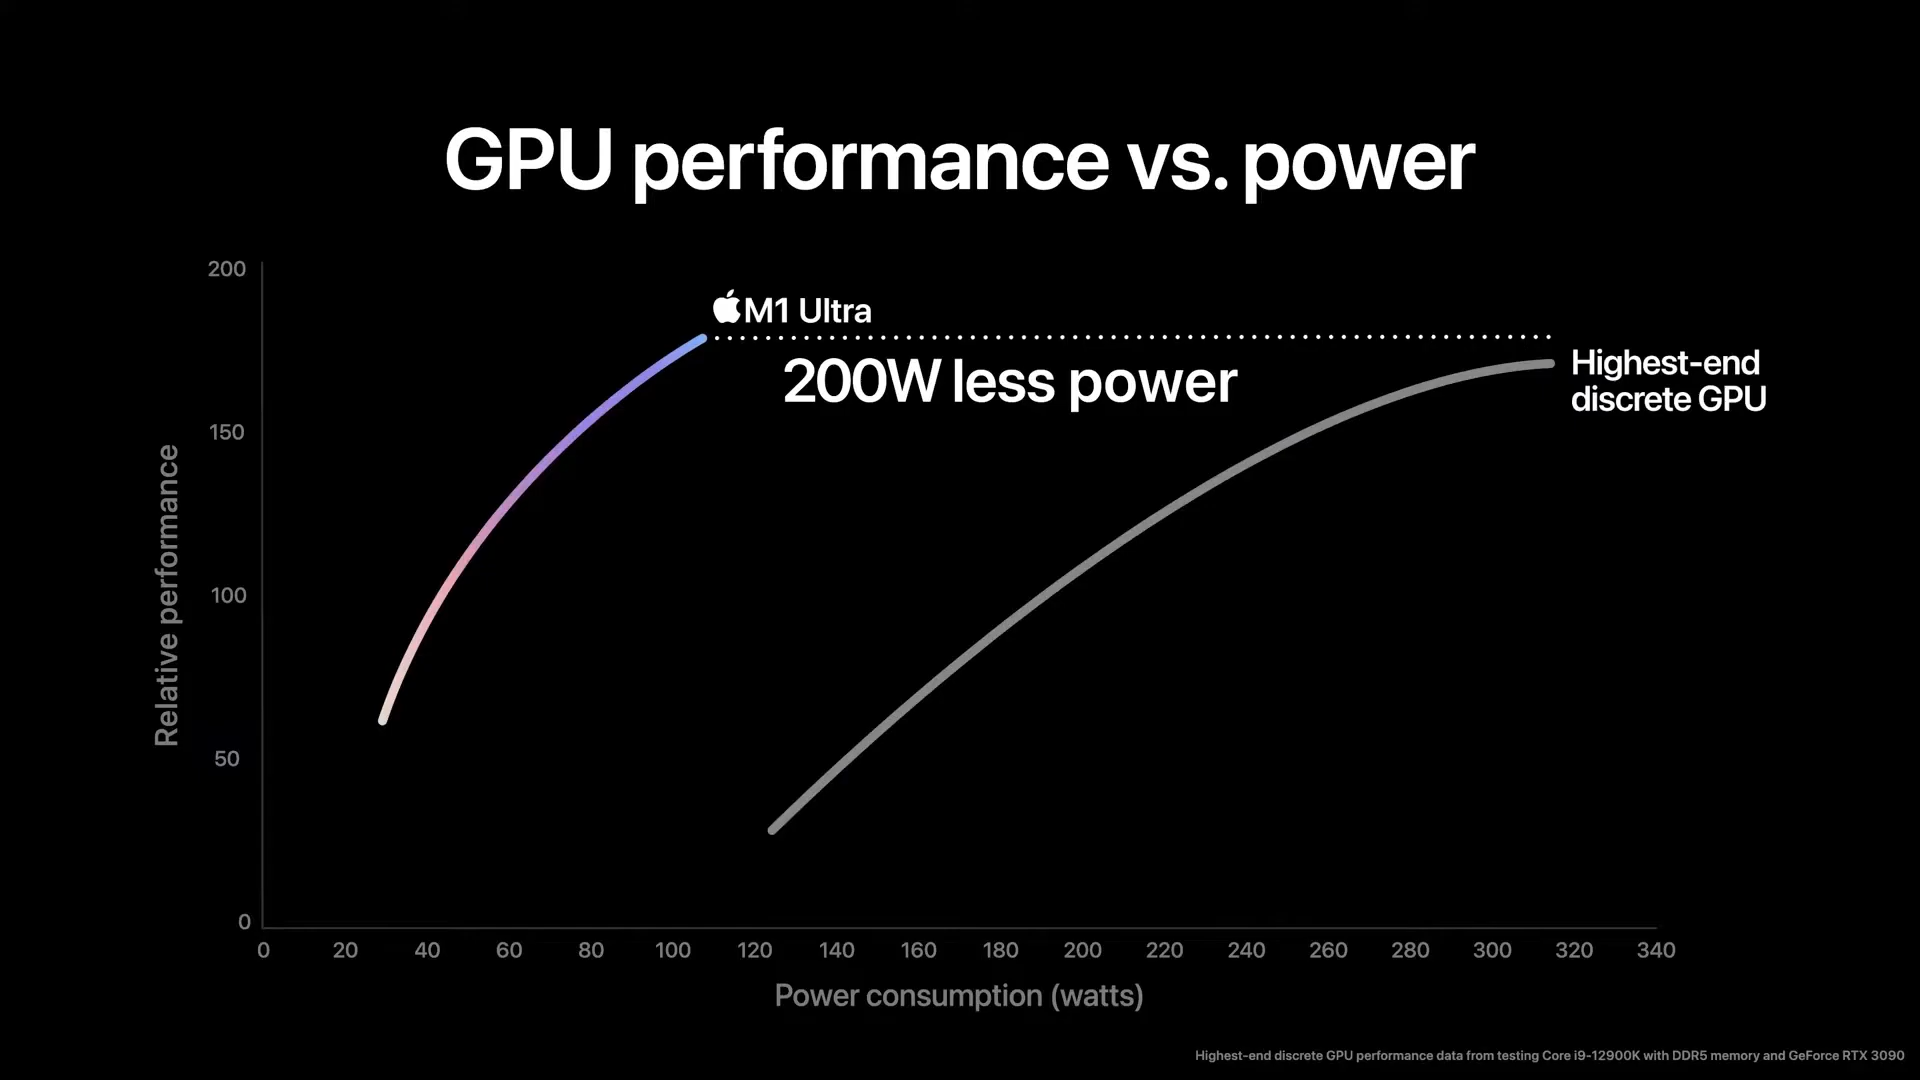 GPU performance vs. power
200
M1 Ultra
200W less power
Highest-end
discrete GPU
150
Relative performance
100
50
0
0 20 40 60 80 100 120 140 160 180 200 220 240 260 280 300 320 340
Power consumption (watts)
Highest-end discrete GPU performance data from testing Core i9-12900K with DDR5 memory and GeForce RTX 3090